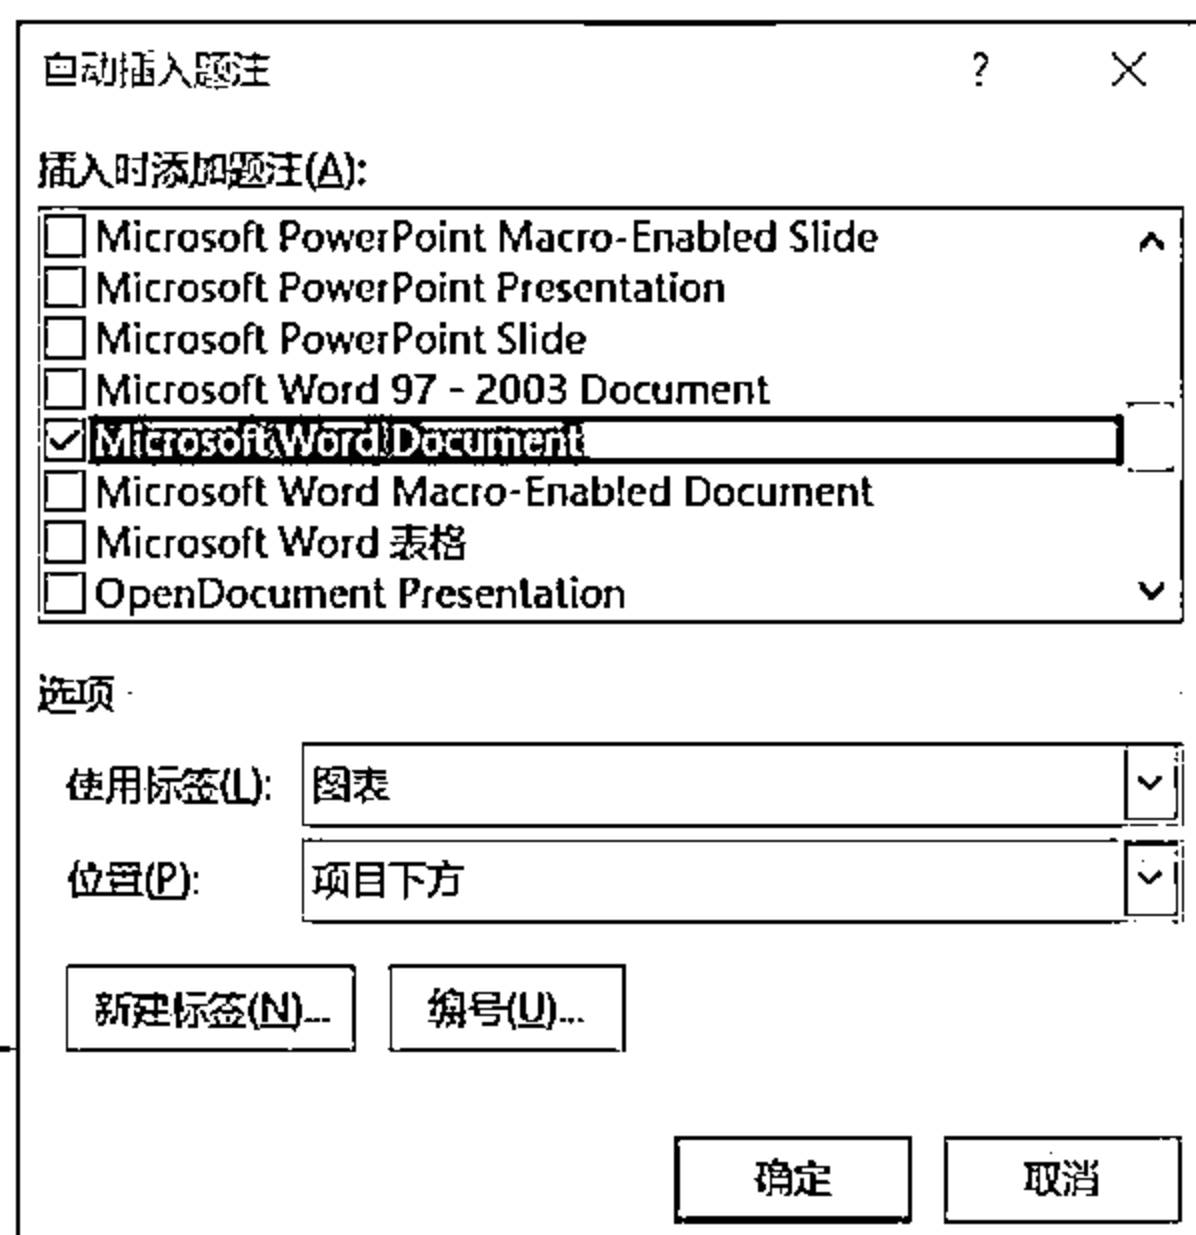 自动插入题注
插入时添加题注(A):
Microsoft PowerPoint Macro-Enabled Slide
Microsoft PowerPoint Presentation
Microsoft PowerPoint Slide
Microsoft Word 97 - 2003 Document
Microsoft Word Document
Microsoft Word Macro-Enabled Document
Microsoft Word 表格
OpenDocument Presentation
选项
使用标签(L): 图表
位置(P): 项目下方
新建标签(N)... 编号(U)...
确定 取消